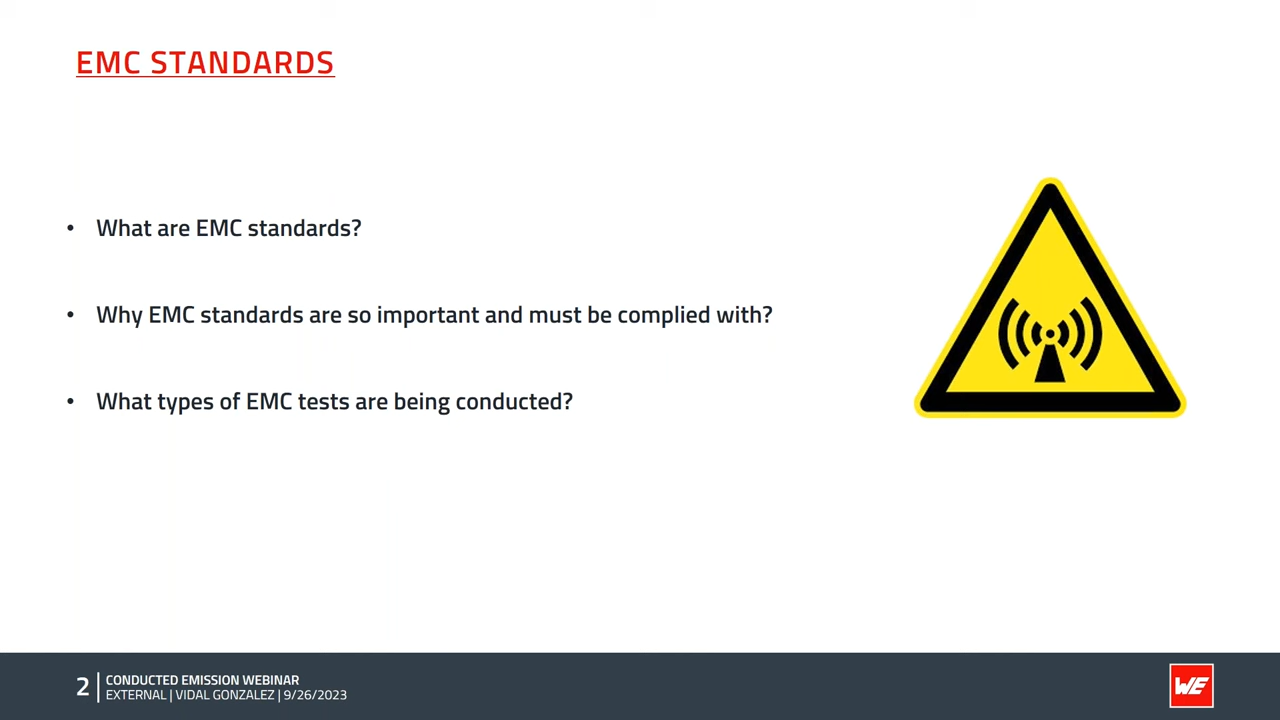 EMC STANDARDS
• What are EMC standards?
• Why EMC standards are so important and must be complied with?
• What types of EMC tests are being conducted?
2
CONDUCTED EMISSION WEBINAR
EXTERNAL | VIDAL GONZALEZ | 9/26/2023
WE